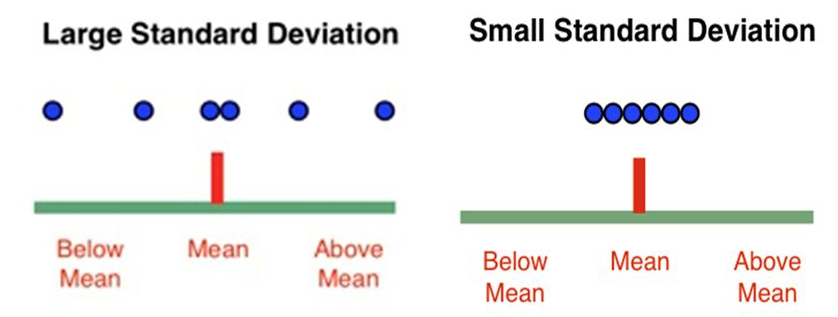 Large Standard Deviation
Below
Mean
Mean
Above
Mean
Small Standard Deviation
Below
Mean
Mean
Above
Mean